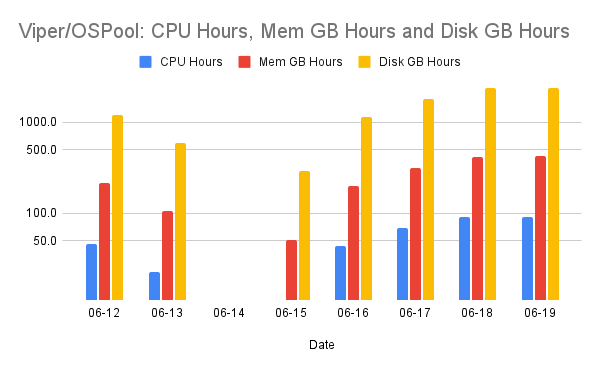 Viper/OSPool: CPU Hours, Mem GB Hours and Disk GB Hours
CPU Hours Mem GB Hours Disk GB Hours
1000.0
500.0
100.0
50.0
06-12 06-13 06-14 06-15 06-16 06-17 06-18 06-19
Date